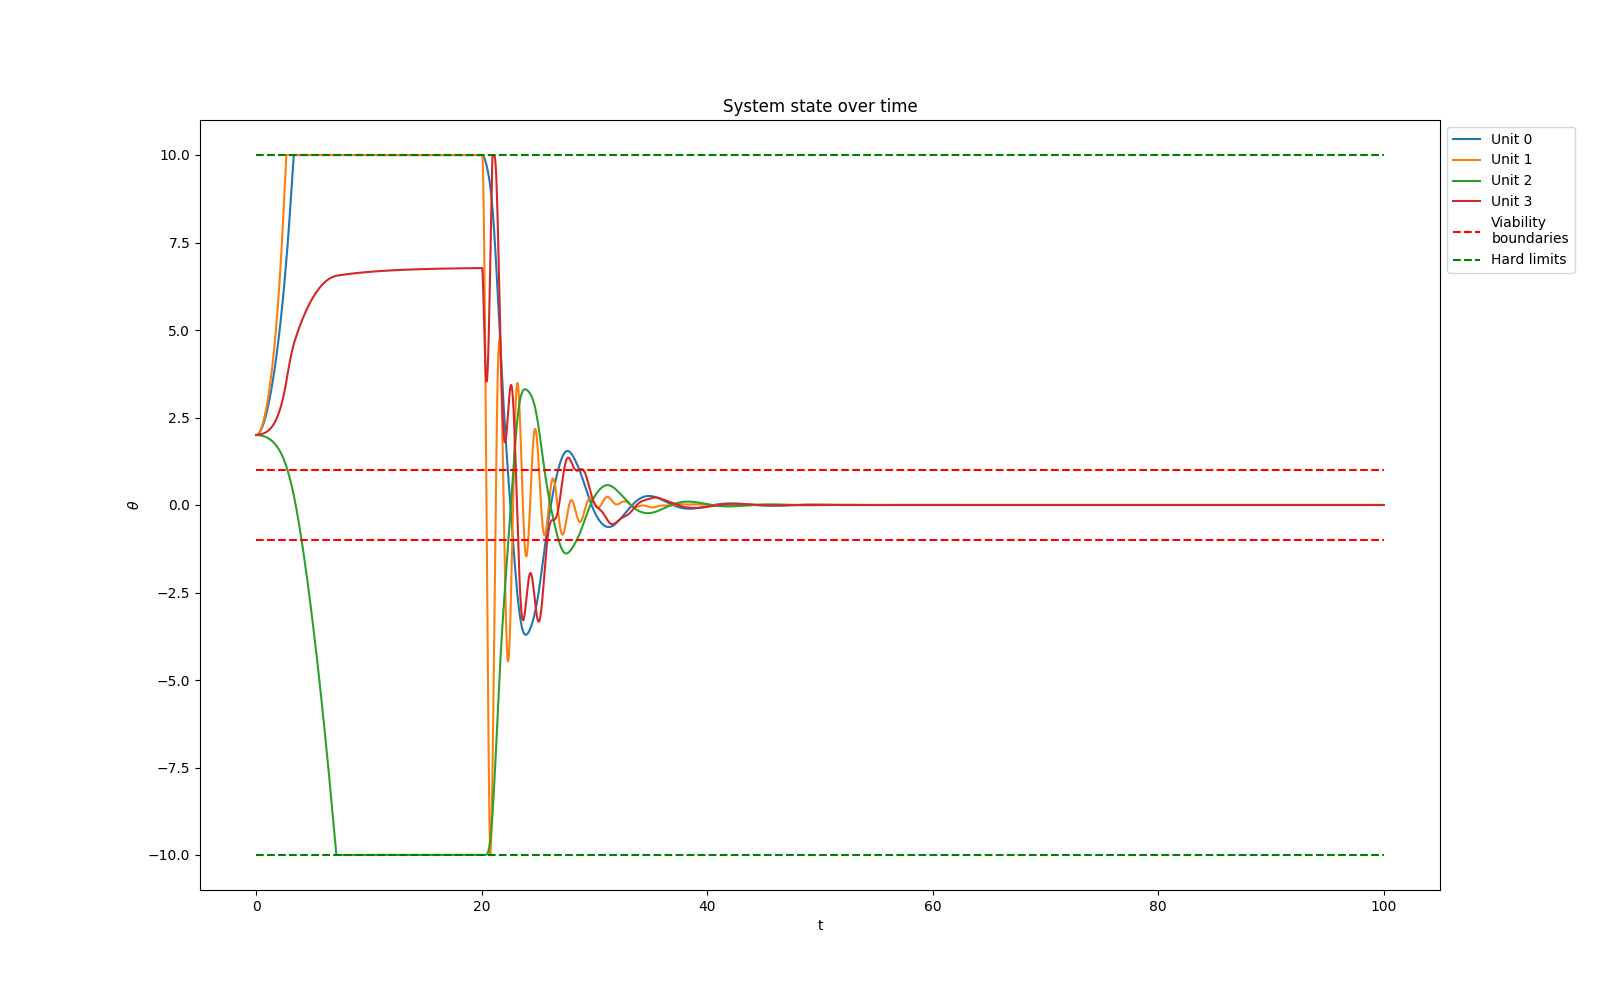 System state over time
10.0
7.5
5.0
2.5
0.0
−2.5
−5.0
−7.5
−10.0
θ
0
20
40
60
80
100
t
Unit 0
Unit 1
Unit 2
Unit 3
Viability
boundaries
Hard limits